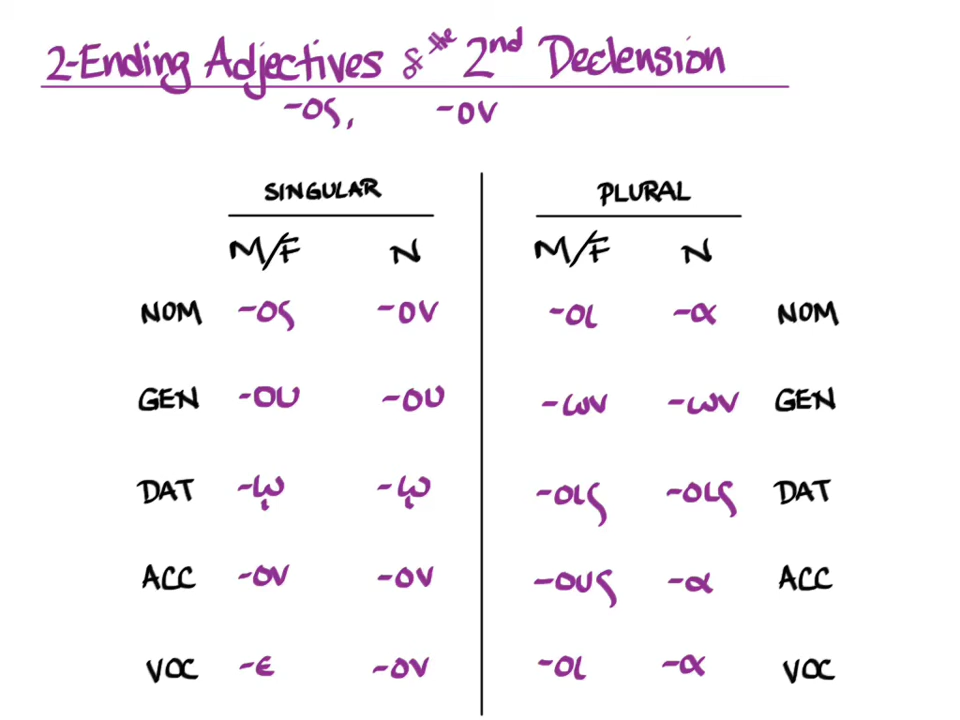 2-Ending Adjectives & the 2nd Declension
-ος, -ον
SINGULAR PLURAL
M/F N M/F N
NOM -ος -ον -οι -α NOM
GEN -ου -ου -ων -ων GEN
DAT -ῳ -ῳ -οις -οις DAT
ACC -ον -ον -ους -α ACC
VOC -ε -ον -οι -α VOC